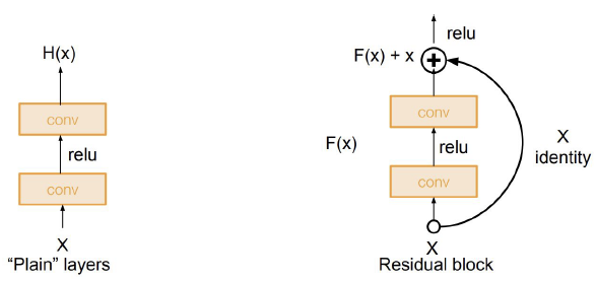 H(x)
conv
relu
conv
X
"Plain" layers
relu
F(x) + x
+
conv
F(x)
relu
X
identity
conv
X
Residual block